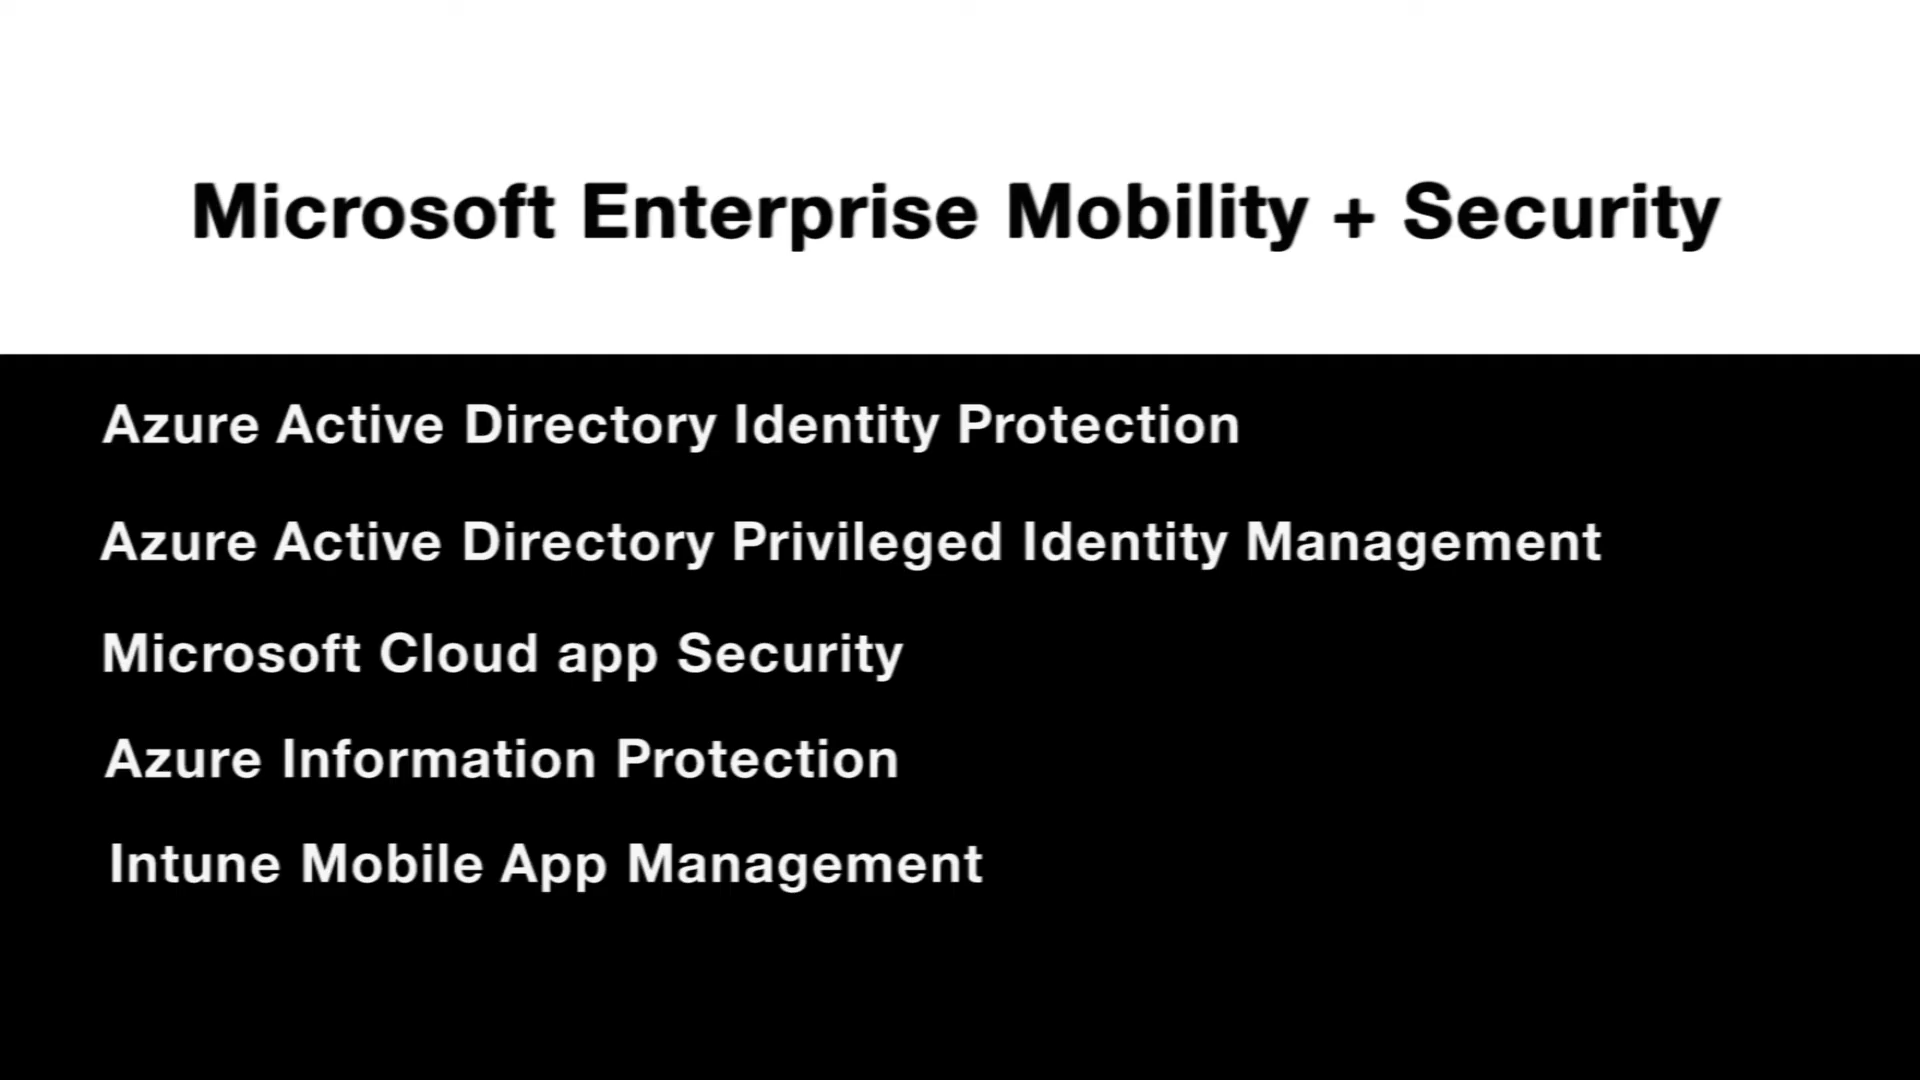 Microsoft Enterprise Mobility + Security
Azure Active Directory Identity Protection
Azure Active Directory Privileged Identity Management
Microsoft Cloud app Security
Azure Information Protection
Intune Mobile App Management